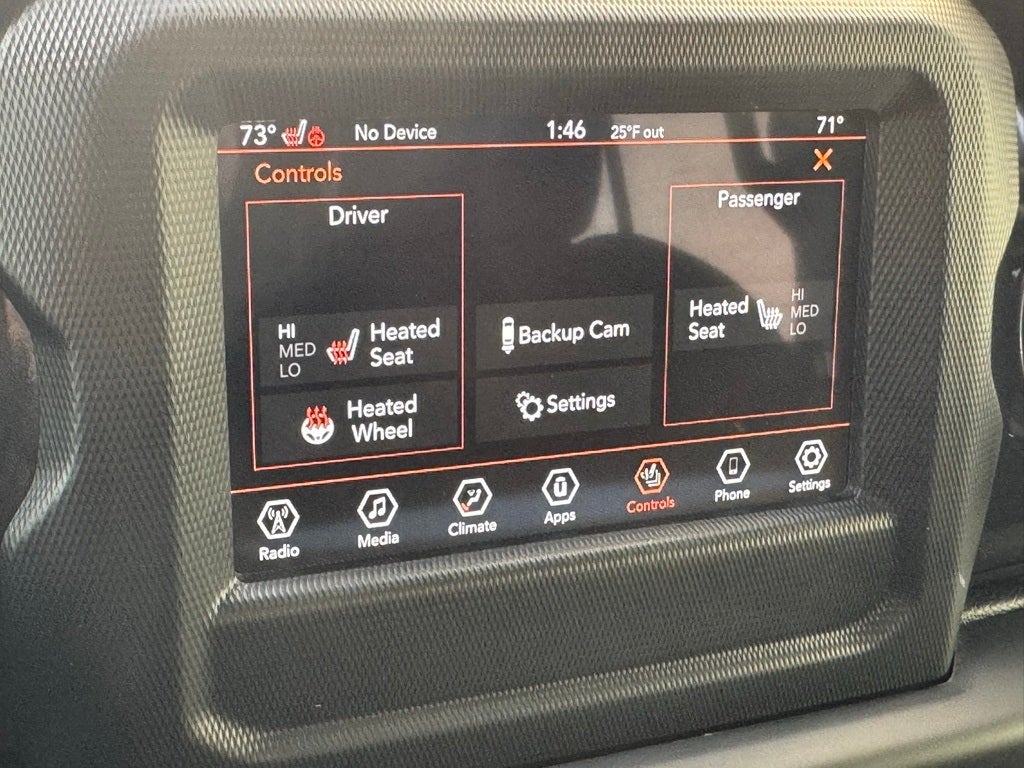 73° No Device 1:46 25°F out 71°
Controls
Driver
HI
MED
LO
Heated
Seat
Heated
Wheel
Backup Cam
Settings
Passenger
Heated
Seat
HI
MED
LO
Radio
Media
Climate
Apps
Controls
Phone
Settings